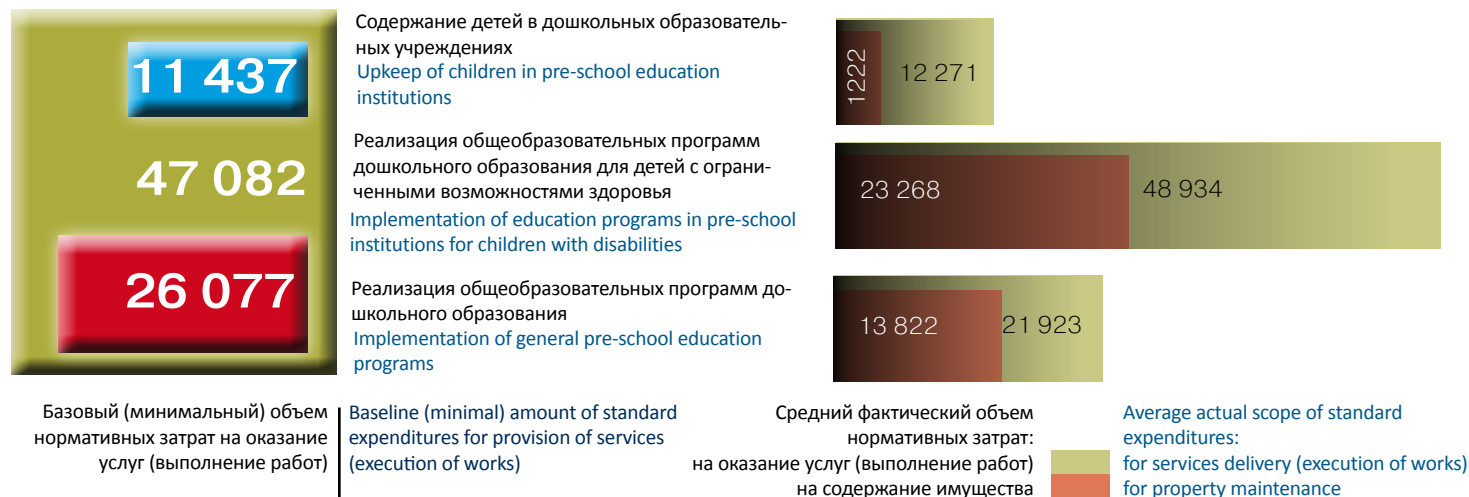 11 437
47 082
26 077
Содержание детей в дошкольных образователь-
ных учреждениях
Upkeep of children in pre-school education
institutions
Реализация общеобразовательных программ
дошкольного образования для детей с ограни-
ченными возможностями здоровья
Implementation of education programs in pre-school
institutions for children with disabilities
Реализация общеобразовательных программ до-
школьного образования
Implementation of general pre-school education
programs
1222
12 271
23 268
48 934
13 822
21 923
Базовый (минимальный) объем
нормативных затрат на оказание
услуг (выполнение работ)
Baseline (minimal) amount of standard
expenditures for provision of services
(execution of works)
Средний фактический объем
нормативных затрат:
на оказание услуг (выполнение работ)
на содержание имущества
Average actual scope of standard
expenditures:
for services delivery (execution of works)
for property maintenance